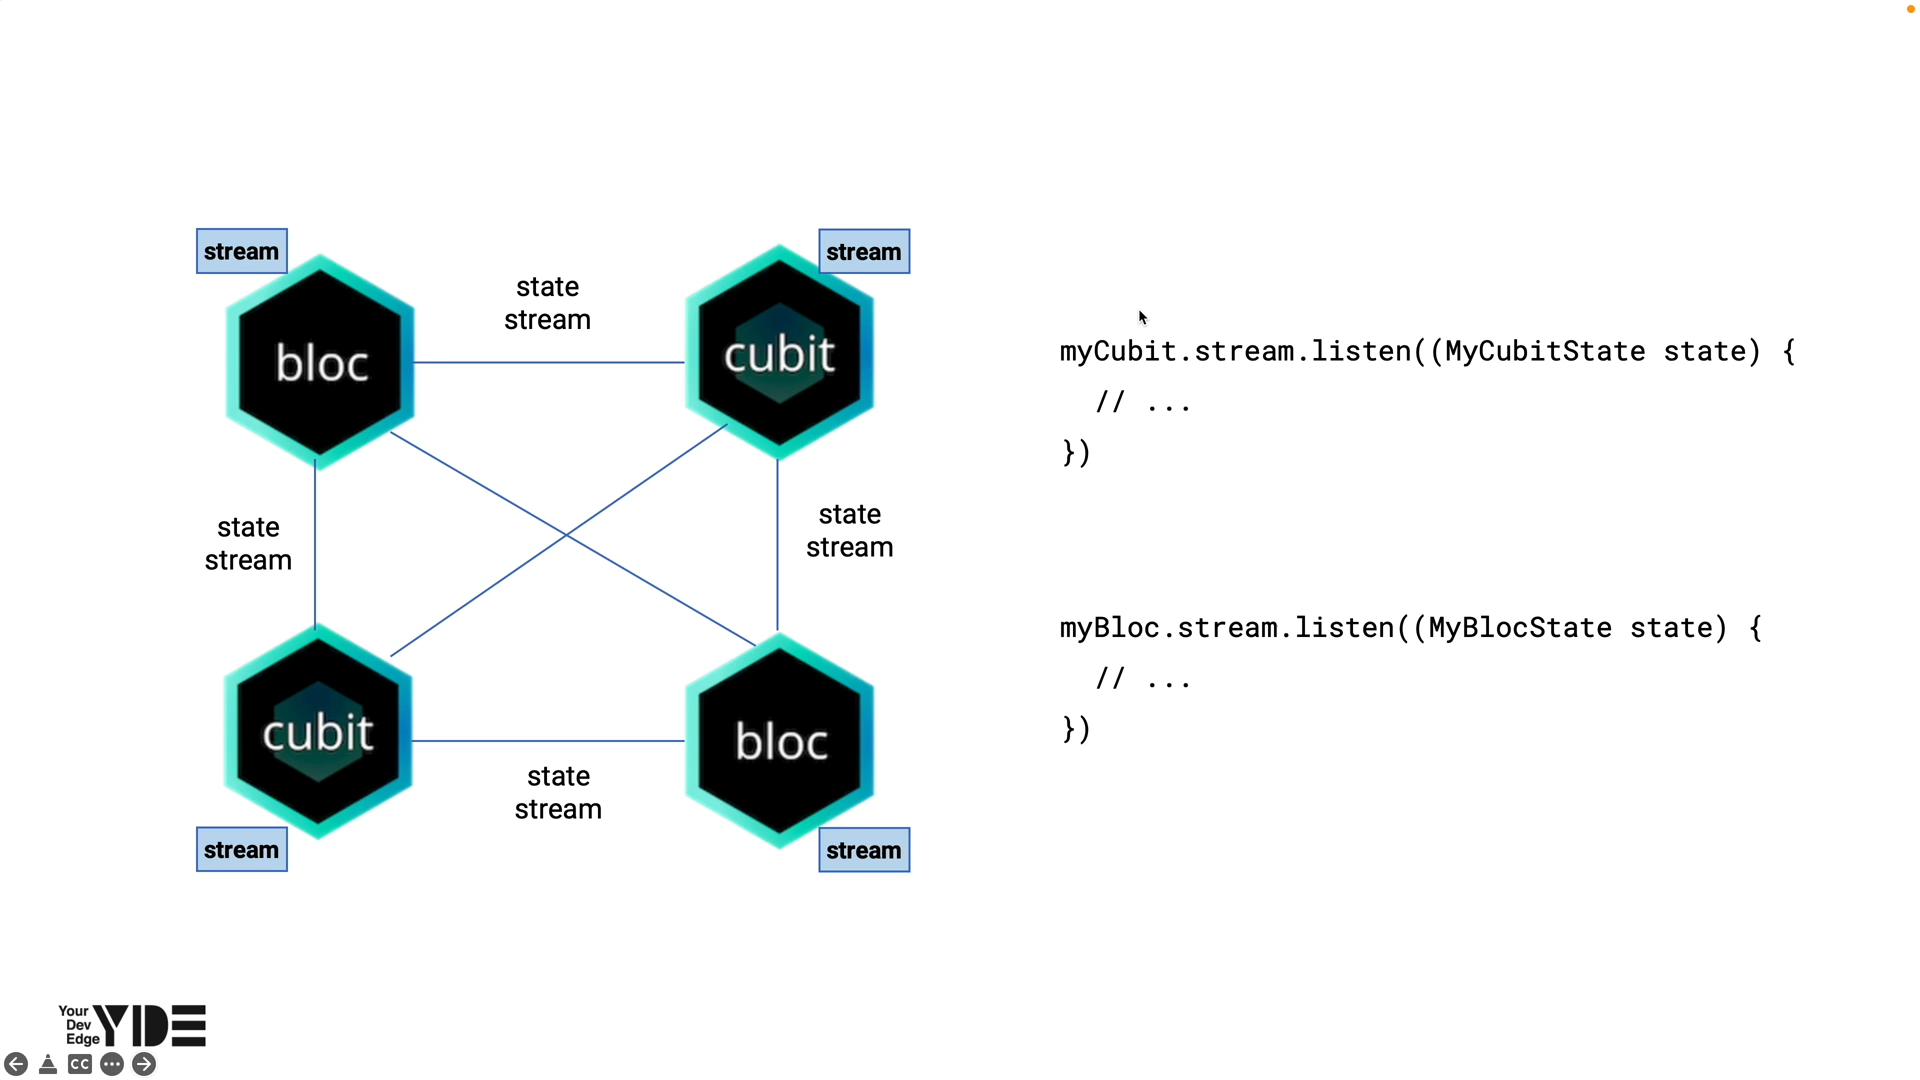 stream
stream
state
stream
bloc
cubit
state
stream
state
stream
cubit
bloc
state
stream
stream
stream
myCubit.stream.listen((MyCubitState state) {
// ...
})
myBloc.stream.listen((MyBlocState state) {
// ...
})
Your
Dev
Edge
YDE
CC